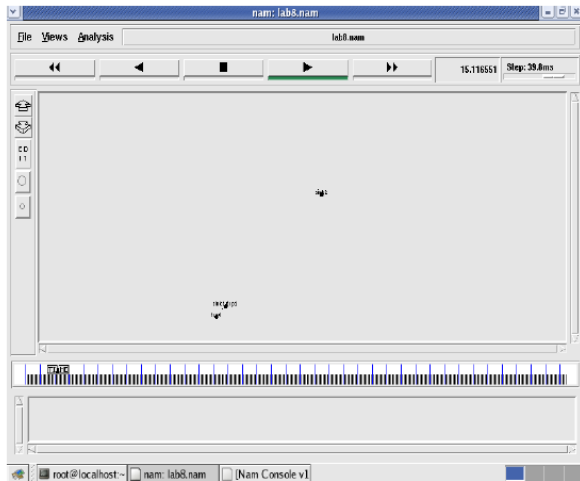 nam: lab8.nam
File Views Analysis lab8.nam
15.116551 Step: 39.8ms
TIME
root@localhost:~ nam: lab8.nam [Nam Console v1